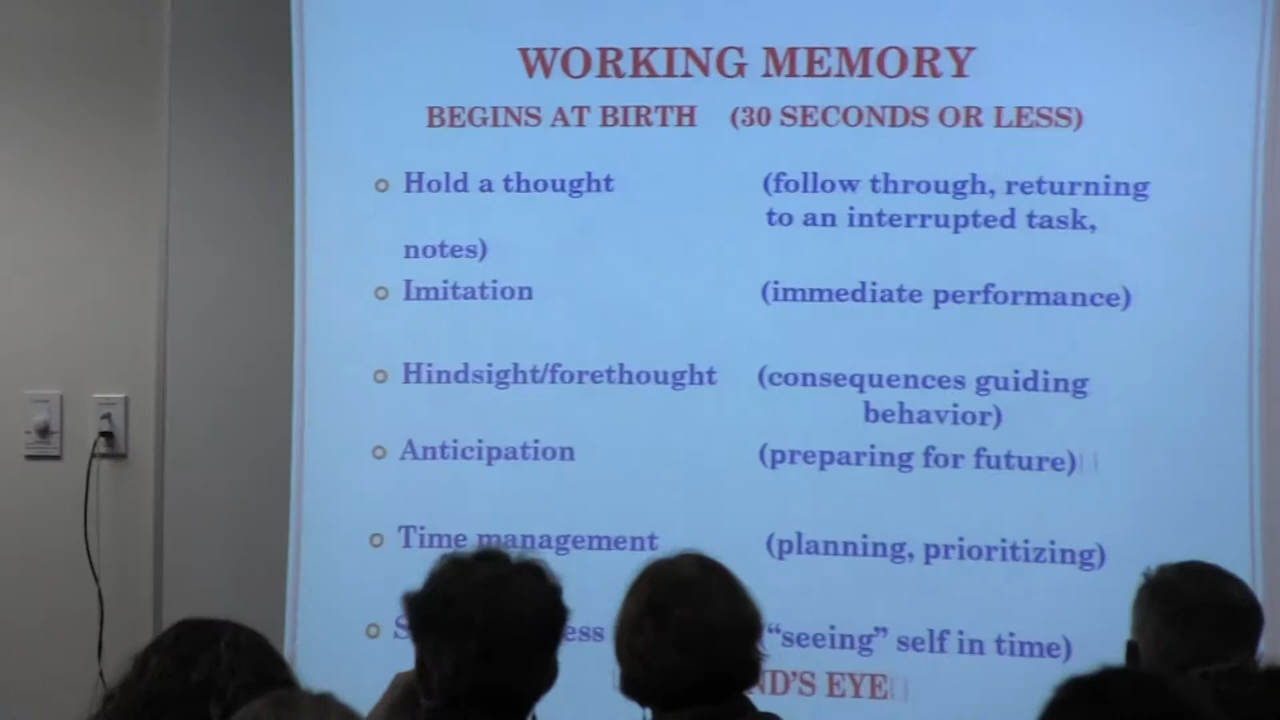 WORKING MEMORY
BEGINS AT BIRTH (30 SECONDS OR LESS)
Hold a thought (follow through, returning
to an interrupted task,
notes)
Imitation (immediate performance)
Hindsight/forethought (consequences guiding
behavior)
Anticipation (preparing for future)
Time management (planning, prioritizing)
“seeing” self in time)
EYE